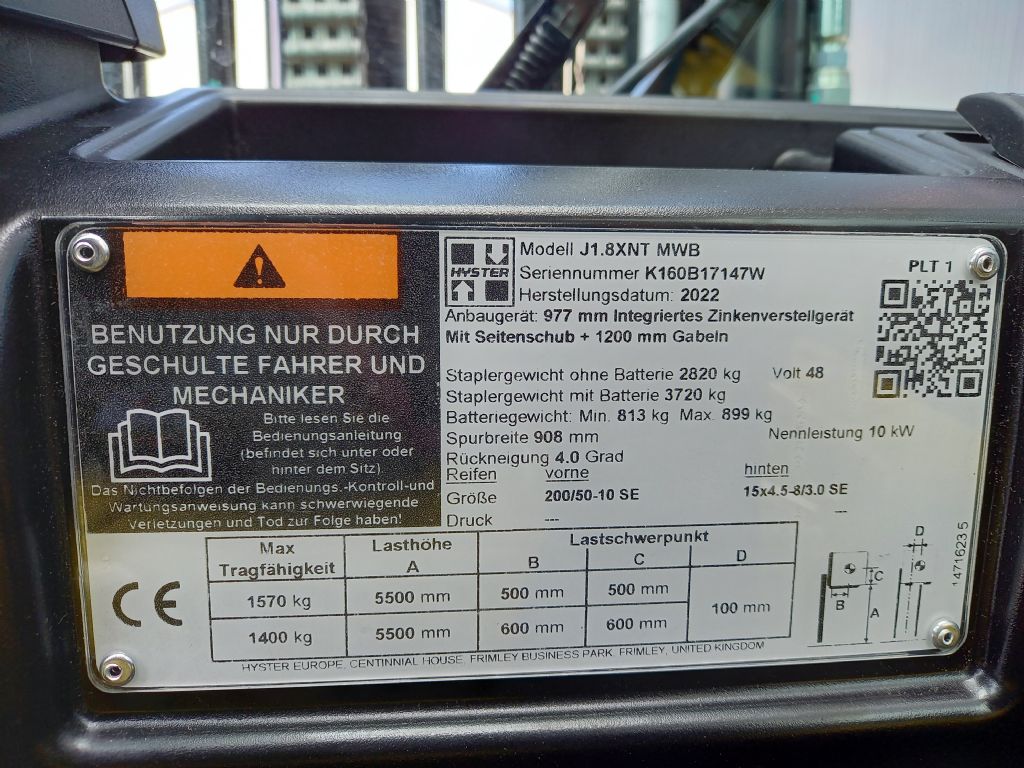 BENUTZUNG NUR DURCH
GESCHULTE FAHRER UND
MECHANIKER
Bitte lesen Sie die
Bedienungsanleitung
(befindet sich unter oder
hinter dem Sitz).
Das Nichtbefolgen der Bedienungs.-Kontroll-und
Wartungsanweisung kann schwerwiegende
Verletzungen und Tod zur Folge haben!
HYSTER
Modell J1.8XNT MWB
Seriennummer K160B17147W
Herstellungsdatum: 2022
Anbaugerät: 977 mm Integriertes Zinkenverstellgerät
Mit Seitenschub + 1200 mm Gabeln
PLT 1
Staplergewicht ohne Batterie 2820 kg Volt 48
Staplergewicht mit Batterie 3720 kg
Batteriegewicht: Min. 813 kg Max. 899 kg
Spurbreite 908 mm Nennleistung 10 kW
Rückneigung 4.0 Grad
Reifen vorne hinten
Größe 200/50-10 SE 15x4.5-8/3.0 SE
Druck --- ---
Max Tragfähigkeit Lasthöhe A Lastschwerpunkt
B C D
1570 kg 5500 mm 500 mm 500 mm 100 mm
1400 kg 5500 mm 600 mm 600 mm
CE
B C A D
14716235
HYSTER EUROPE, CENTINNIAL HOUSE, FRIMLEY BUSINESS PARK, FRIMLEY, UNITED KINGDOM